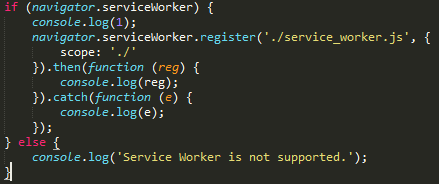 if (navigator.serviceWorker) {
    console.log(1);
    navigator.serviceWorker.register('./service_worker.js', {
        scope: './'
    }).then(function (reg) {
        console.log(reg);
    }).catch(function (e) {
        console.log(e);
    });
} else {
    console.log('Service Worker is not supported.');
}